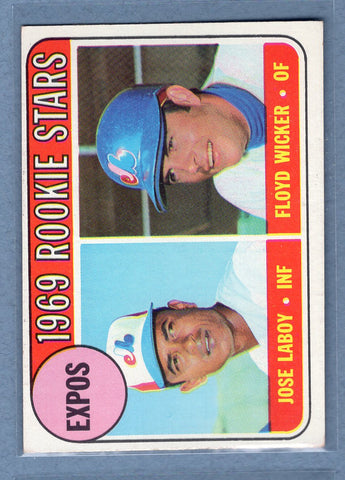 1969 ROOKIE STARS
EXPOS
JOSE LABOY • INF
FLOYD WICKER • OF